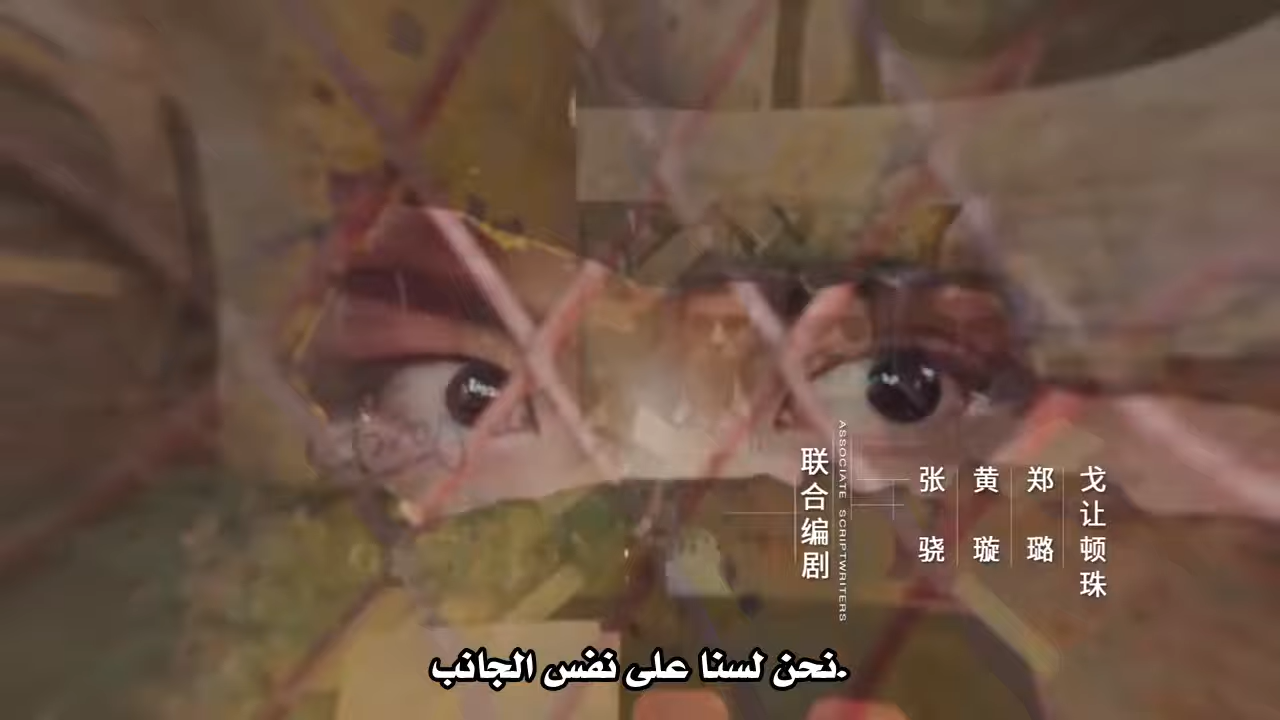 联合编剧
ASSOCIATE SCRIPTWRITERS
张骁
黄璇
郑璐
戈让顿珠
.نحن لسنا على نفس الجانب